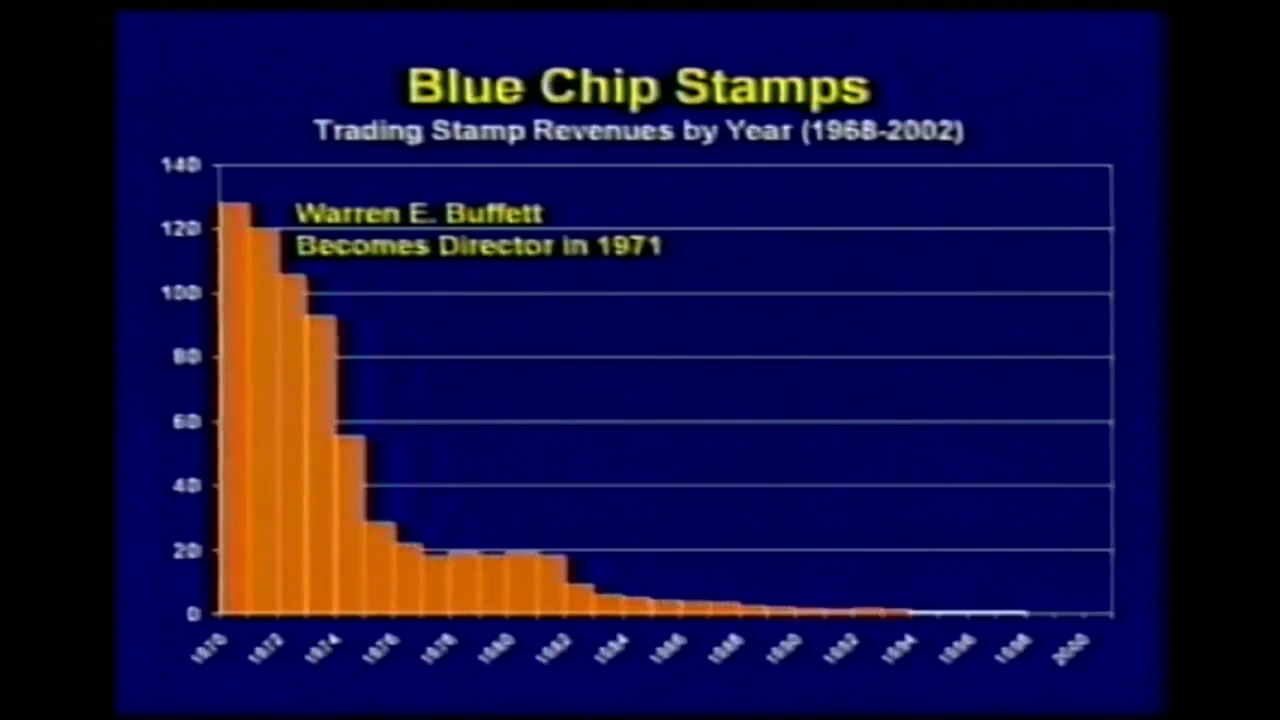 Blue Chip Stamps
Trading Stamp Revenues by Year (1968-2002)
140
Warren E. Buffett
120
Becomes Director in 1971
100
80
60
40
20
0
1970 1972 1974 1976 1978 1980 1982 1984 1986 1988 1990 1992 1994 1996 1998 2000